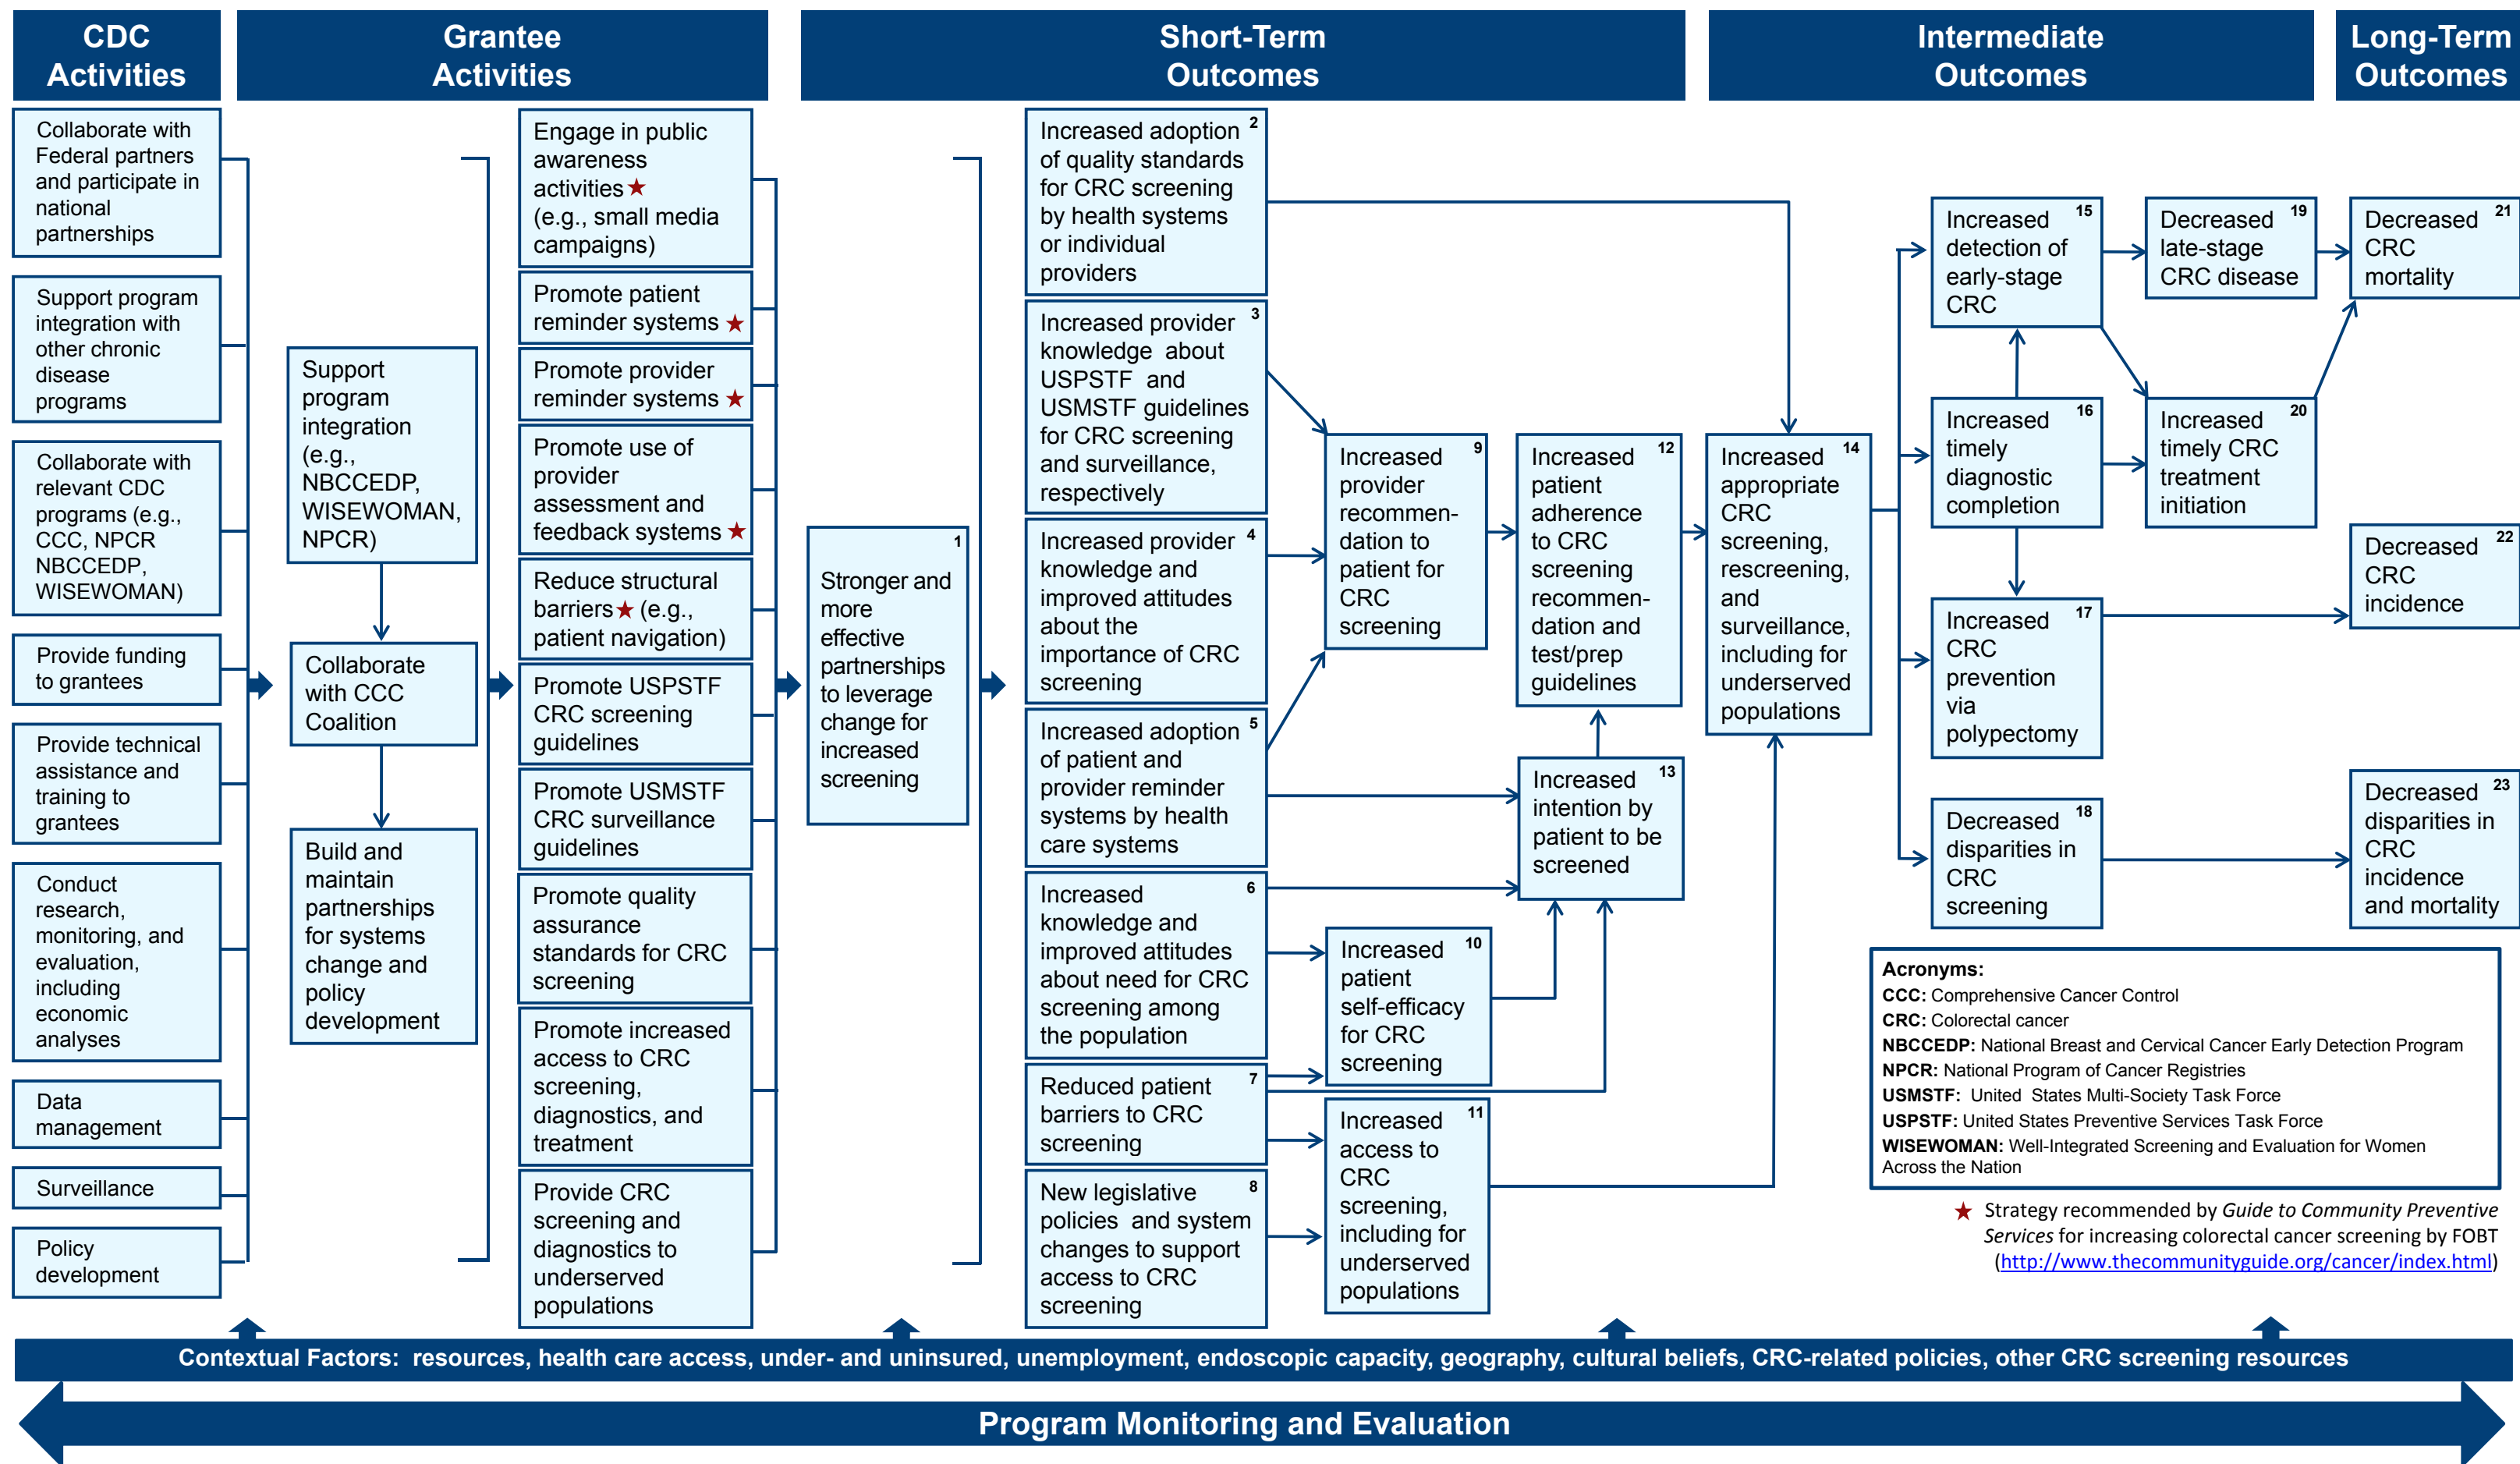 CDC
Activities
Grantee
Activities
Short-Term
Outcomes
Intermediate
Outcomes
Long-Term
Outcomes
Collaborate with
Federal partners
and participate in
national
partnerships
Support program
integration with
other chronic
disease
programs
Collaborate with
relevant CDC
programs (e.g.,
CCC, NPCR
NBCCEDP,
WISEWOMAN)
Provide funding
to grantees
Provide technical
assistance and
training to
grantees
Conduct
research,
monitoring, and
evaluation,
including
economic
analyses
Data
management
Surveillance
Policy
development
Support
program
integration
(e.g.,
NBCCEDP,
WISEWOMAN,
NPCR)
Collaborate
with CCC
Coalition
Build and
maintain
partnerships
for systems
change and
policy
development
Engage in public
awareness
activities★
(e.g., small media
campaigns)
Promote patient
reminder systems ★
Promote provider
reminder systems ★
Promote use of
provider
assessment and
feedback systems ★
Reduce structural
barriers★ (e.g.,
patient navigation)
Promote USPSTF
CRC screening
guidelines
Promote USMSTF
CRC surveillance
guidelines
Promote quality
assurance
standards for CRC
screening
Promote increased
access to CRC
screening,
diagnostics, and
treatment
Provide CRC
screening and
diagnostics to
underserved
populations
1
Stronger and
more
effective
partnerships
to leverage
change for
increased
screening
Increased adoption 2
of quality standards
for CRC screening
by health systems
or individual
providers
Increased provider 3
knowledge about
USPSTF and
USMSTF guidelines
for CRC screening
and surveillance,
respectively
Increased provider 4
knowledge and
improved attitudes
about the
importance of CRC
screening
Increased adoption 5
of patient and
provider reminder
systems by health
care systems
Increased 6
knowledge and
improved attitudes
about need for CRC
screening among
the population
Reduced patient 7
barriers to CRC
screening
New legislative 8
policies and system
changes to support
access to CRC
screening
Increased 9
provider
recommen-
dation to
patient for
CRC
screening
Increased 10
patient
self-efficacy
for CRC
screening
Increased 11
access to
CRC
screening,
including for
underserved
populations
Increased 12
patient
adherence
to CRC
screening
recommen-
dation and
test/prep
guidelines
Increased 13
intention by
patient to be
screened
Increased 14
appropriate
CRC
screening,
rescreening,
and
surveillance,
including for
underserved
populations
Increased 15
detection of
early-stage
CRC
Increased 16
timely
diagnostic
completion
Increased 17
CRC
prevention
via
polypectomy
Decreased 18
disparities in
CRC
screening
Decreased 19
late-stage
CRC disease
Increased 20
timely CRC
treatment
initiation
Decreased 21
CRC
mortality
Decreased 22
CRC
incidence
Decreased 23
disparities in
CRC
incidence
and mortality
Acronyms:
CCC: Comprehensive Cancer Control
CRC: Colorectal cancer
NBCCEDP: National Breast and Cervical Cancer Early Detection Program
NPCR: National Program of Cancer Registries
USMSTF: United States Multi-Society Task Force
USPSTF: United States Preventive Services Task Force
WISEWOMAN: Well-Integrated Screening and Evaluation for Women
Across the Nation
★ Strategy recommended by Guide to Community Preventive
Services for increasing colorectal cancer screening by FOBT
(http://www.thecommunityguide.org/cancer/index.html)
Contextual Factors: resources, health care access, under- and uninsured, unemployment, endoscopic capacity, geography, cultural beliefs, CRC-related policies, other CRC screening resources
Program Monitoring and Evaluation